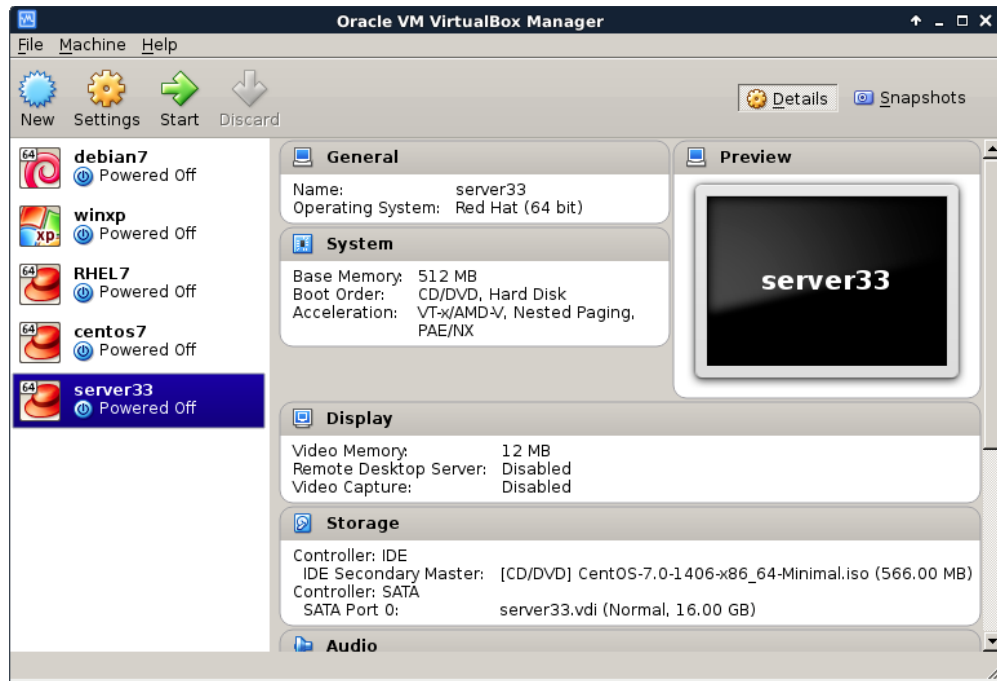 Oracle VM VirtualBox Manager
File Machine Help
New Settings Start Discard
Details Snapshots
64 debian7
Powered Off
xp winxp
Powered Off
64 RHEL7
Powered Off
64 centos7
Powered Off
64 server33
Powered Off
General
Name: server33
Operating System: Red Hat (64 bit)
System
Base Memory: 512 MB
Boot Order: CD/DVD, Hard Disk
Acceleration: VT-x/AMD-V, Nested Paging,
PAE/NX
Preview
server33
Display
Video Memory: 12 MB
Remote Desktop Server: Disabled
Video Capture: Disabled
Storage
Controller: IDE
IDE Secondary Master: [CD/DVD] CentOS-7.0-1406-x86_64-Minimal.iso (566.00 MB)
Controller: SATA
SATA Port 0: server33.vdi (Normal, 16.00 GB)
Audio